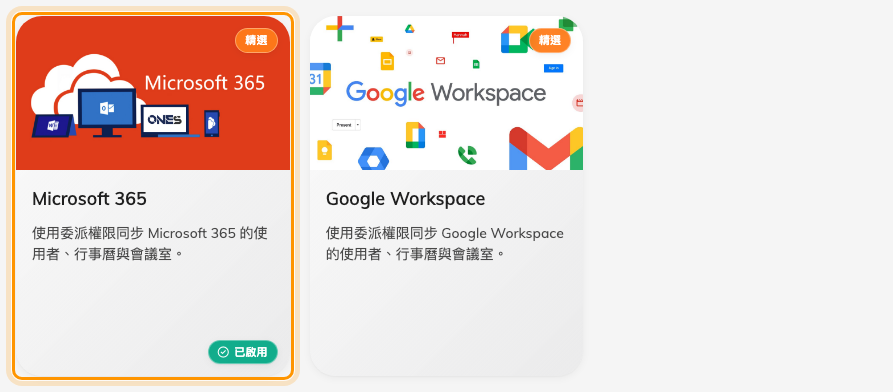 精選
Microsoft 365
ONES
Microsoft 365
使用委派權限同步 Microsoft 365 的使
用者、行事曆與會議室。
已啟用
精選
31
Google Workspace
Present
Google Workspace
使用委派權限同步 Google Workspace
的使用者、行事曆與會議室。